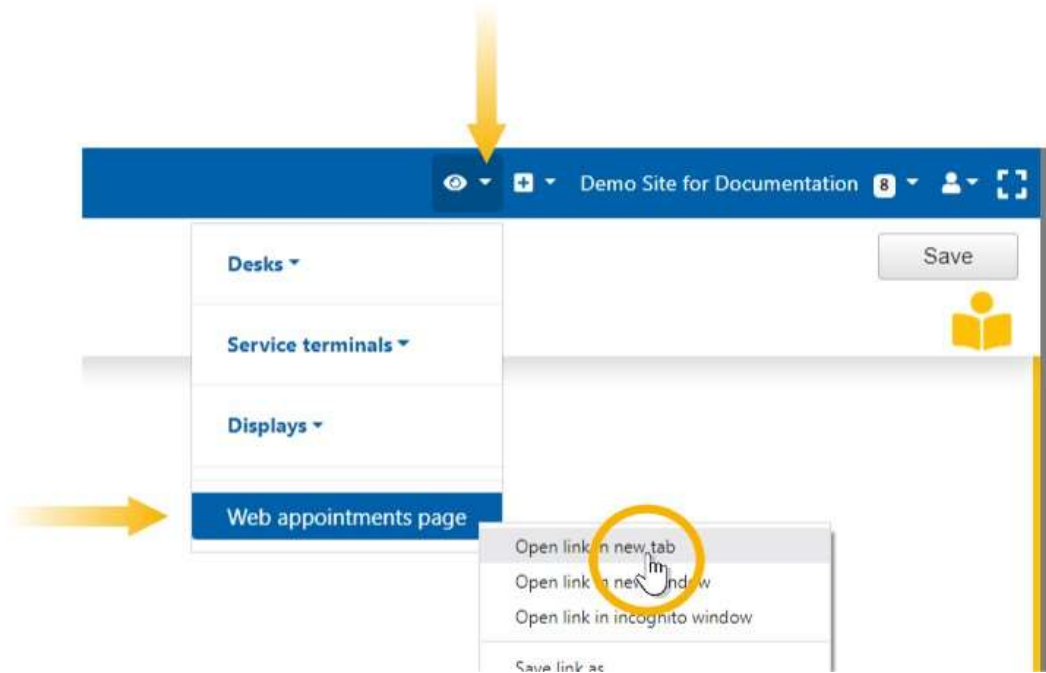 Demo Site for Documentation 8
Save
Desks
Service terminals
Displays
Web appointments page
Open link in new tab
Open link in new window
Open link in incognito window
Save link as